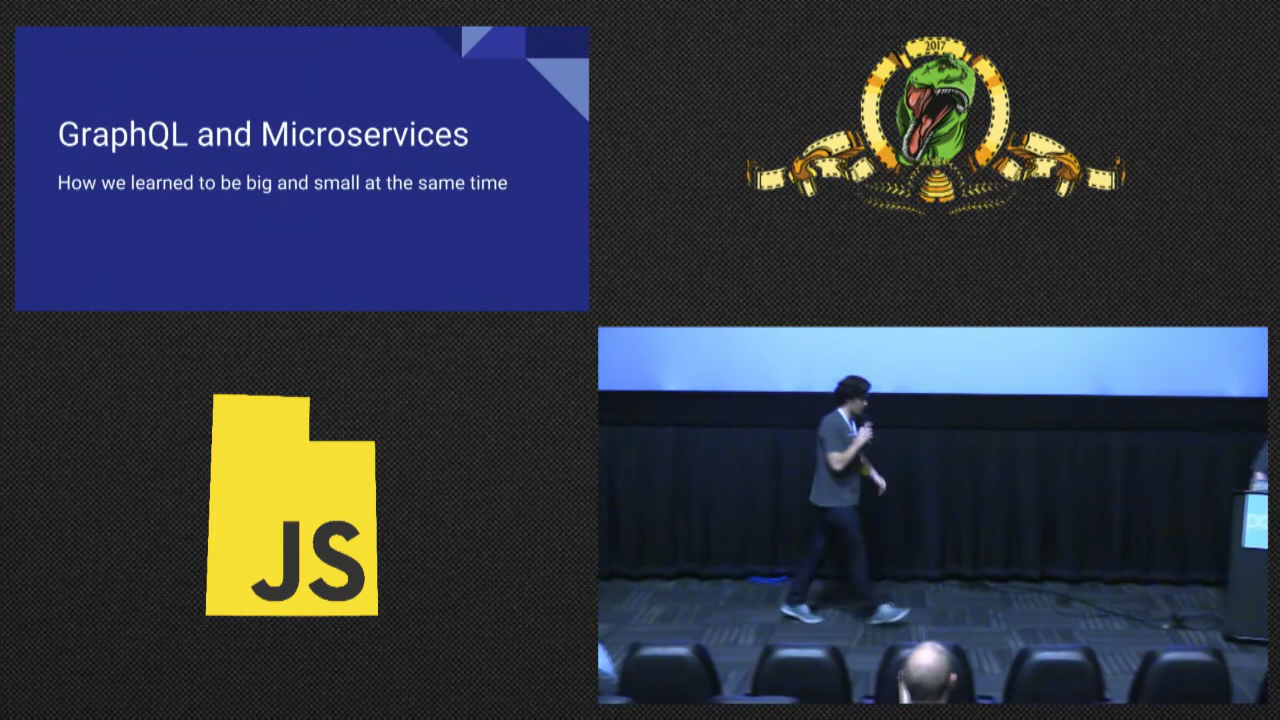 GraphQL and Microservices
How we learned to be big and small at the same time
2017
JS